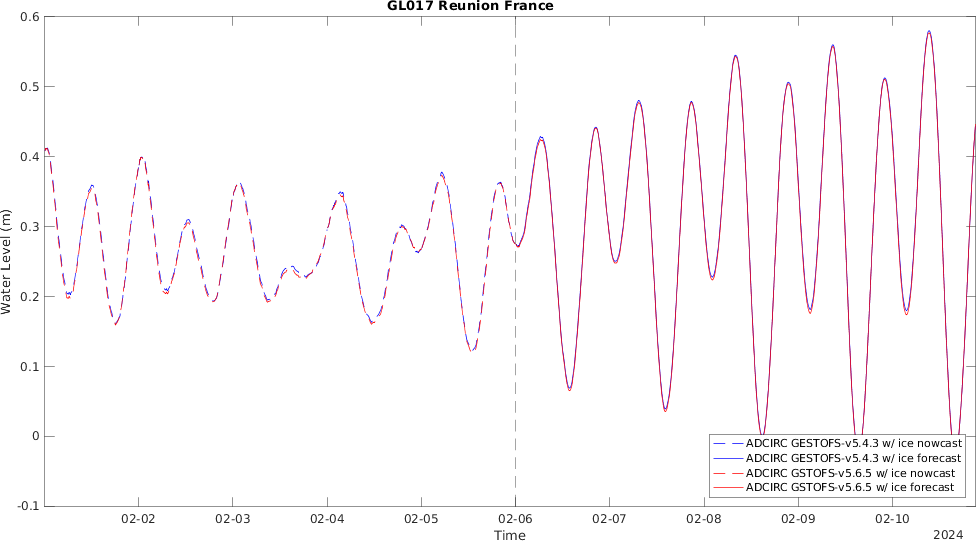 GL017 Reunion France
0.6
0.5
0.4
0.3
0.2
0.1
0
-0.1
Water Level (m)
ADCIRC GESTOFS-v5.4.3 w/ ice nowcast
ADCIRC GESTOFS-v5.4.3 w/ ice forecast
ADCIRC GSTOFS-v5.6.5 w/ ice nowcast
ADCIRC GSTOFS-v5.6.5 w/ ice forecast
02-02 02-03 02-04 02-05 02-06 02-07 02-08 02-09 02-10
Time
2024